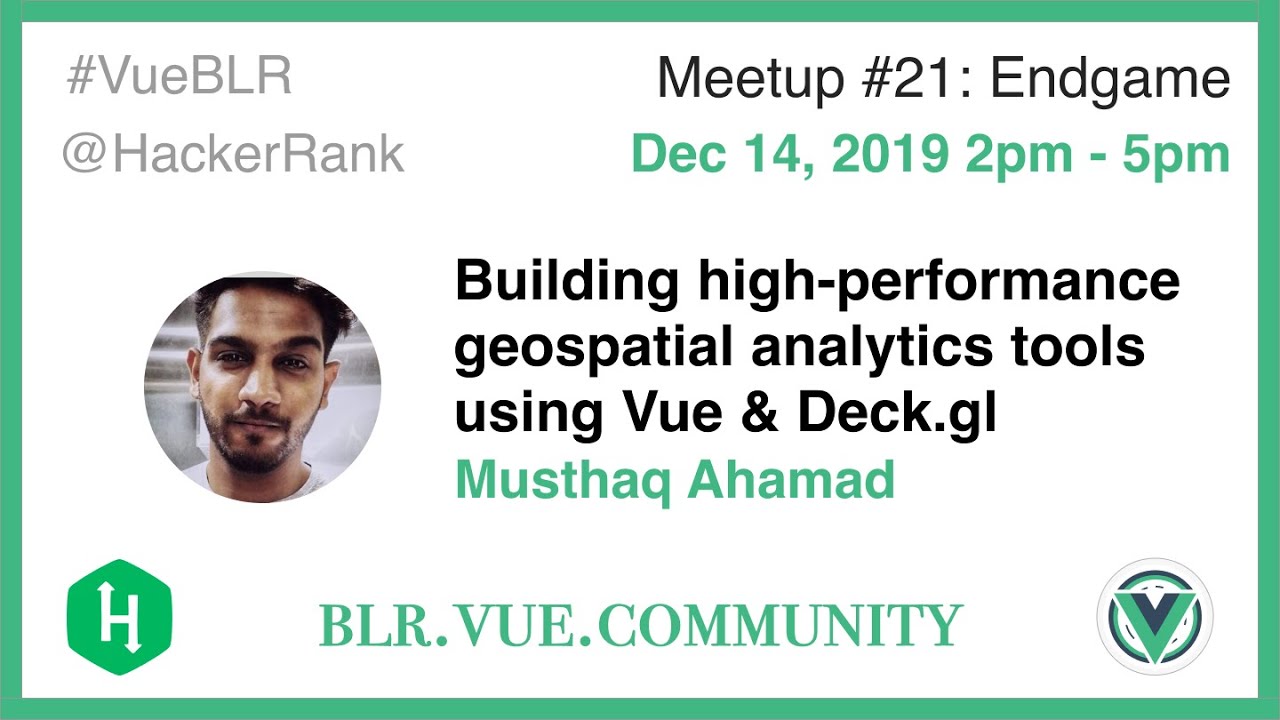 #VueBLR
@HackerRank
Meetup #21: Endgame
Dec 14, 2019 2pm - 5pm
Building high-performance
geospatial analytics tools
using Vue & Deck.gl
Musthaq Ahamad
H
BLR.VUE.COMMUNITY